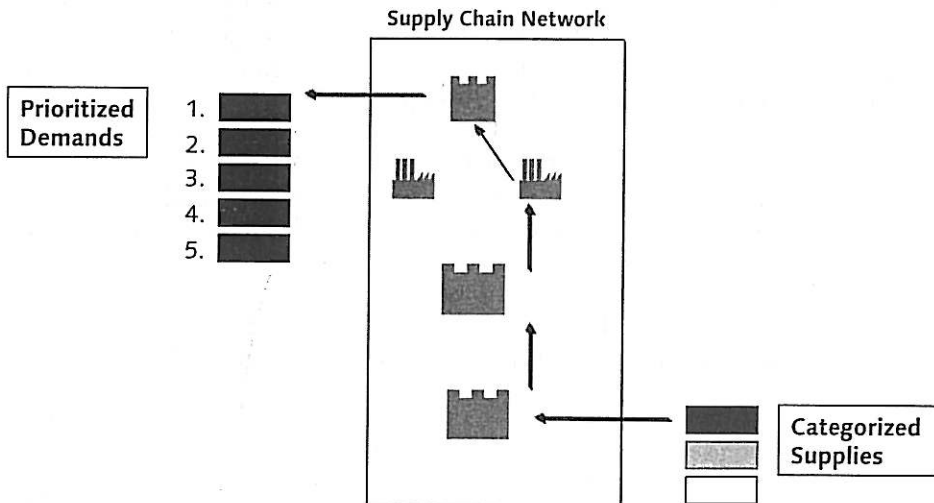 Supply Chain Network
Prioritized
Demands
1.
2.
3.
4.
5.
Categorized
Supplies